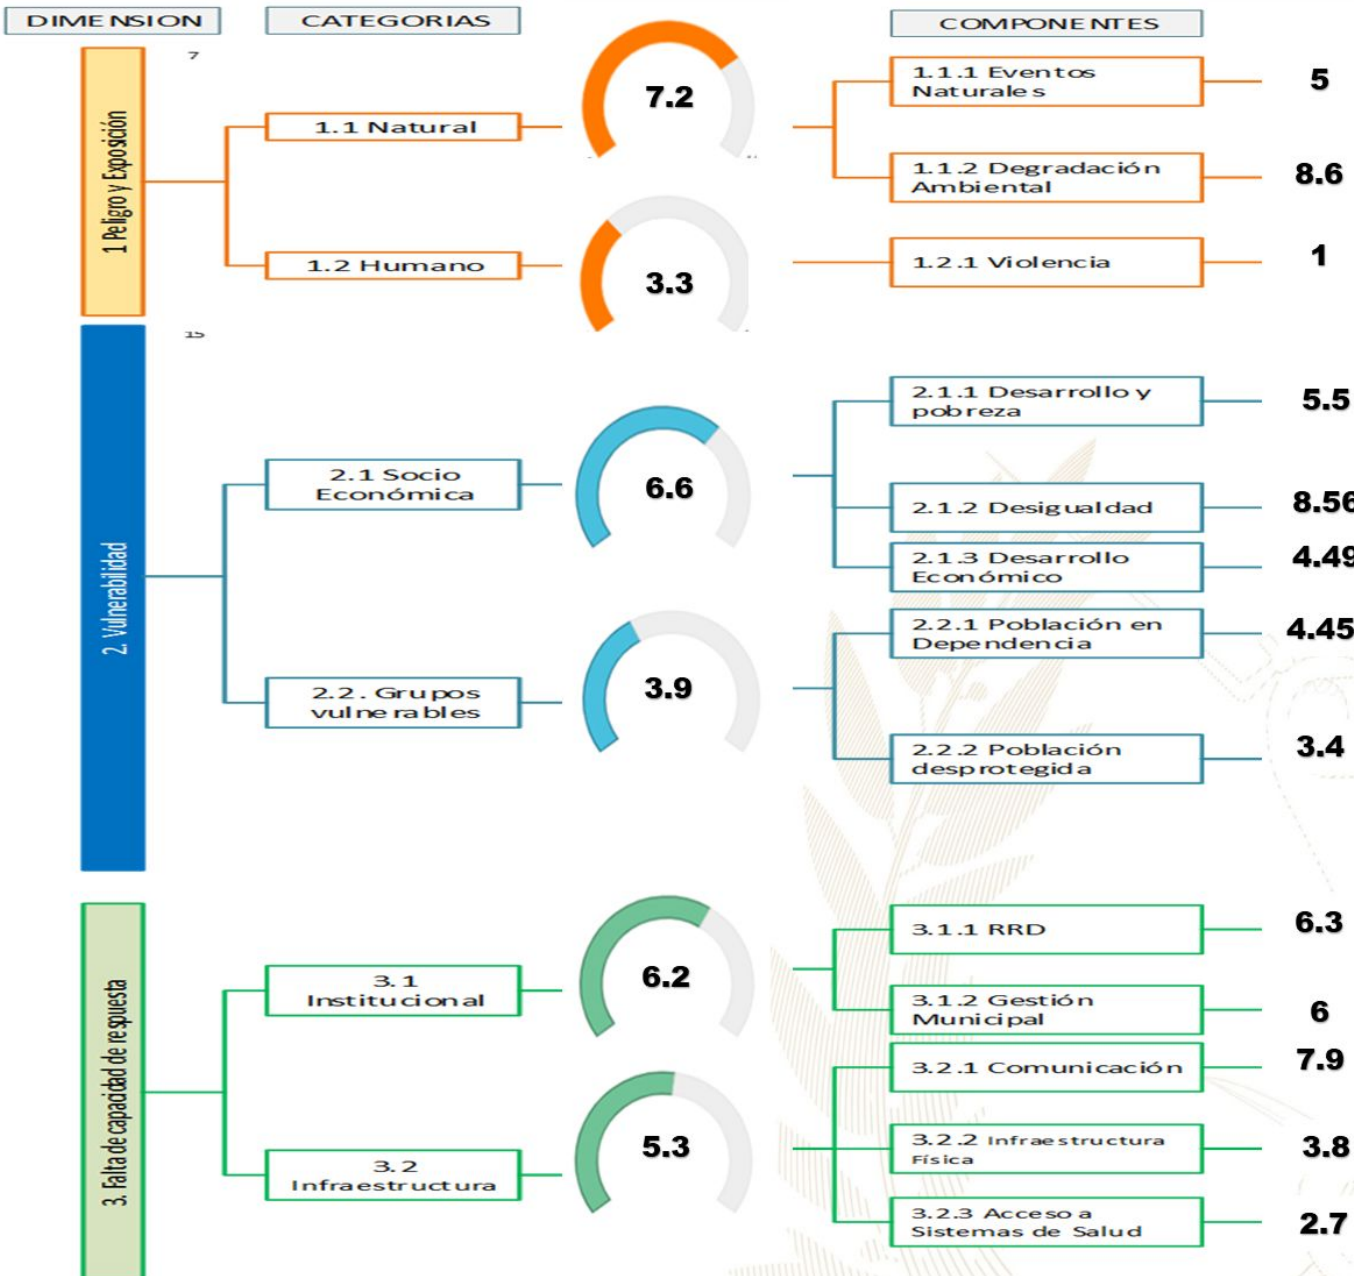 DIMENSION
CATEGORIAS
COMPONENTES
7
1 Peligro y Exposición
1.1 Natural
7.2
1.1.1 Eventos
Naturales
5
1.1.2 Degradación
Ambiental
8.6
1.2 Humano
3.3
1.2.1 Violencia
1
15
2. Vulnerabilidad
2.1 Socio
Económica
6.6
2.1.1 Desarrollo y
pobreza
5.5
2.1.2 Desigualdad
8.56
2.1.3 Desarrollo
Económico
4.49
2.2. Grupos
vulnerables
3.9
2.2.1 Población en
Dependencia
4.45
2.2.2 Población
desprotegida
3.4
3. Falta de capacidad de respuesta
3.1
Institucional
6.2
3.1.1 RRD
6.3
3.1.2 Gestión
Municipal
6
3.2
Infraestructura
5.3
3.2.1 Comunicación
7.9
3.2.2 Infraestructura
Física
3.8
3.2.3 Acceso a
Sistemas de Salud
2.7